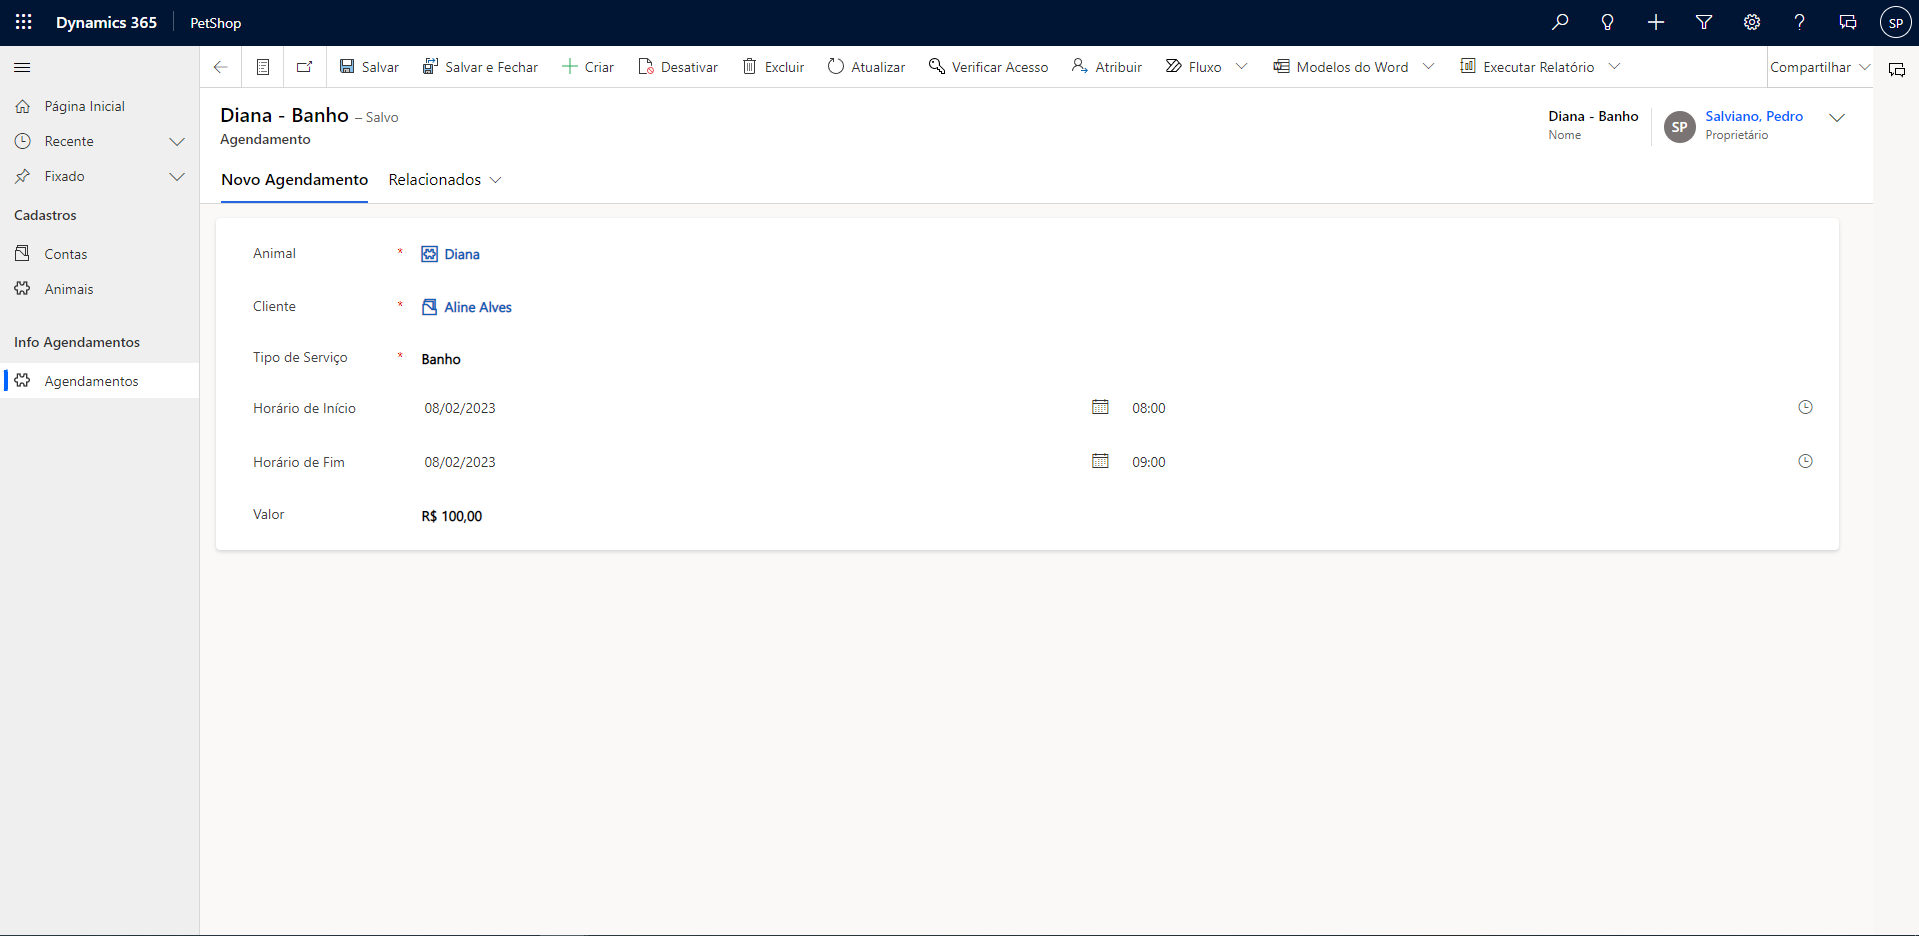 Dynamics 365 PetShop SP
Salvar Salvar e Fechar Criar Desativar Excluir Atualizar Verificar Acesso Atribuir Fluxo Modelos do Word Executar Relatório Compartilhar
Página Inicial
Recente
Fixado
Cadastros
Contas
Animais
Info Agendamentos
Agendamentos
Diana - Banho – Salvo
Agendamento
Diana - Banho
Nome
SP
Salviano, Pedro
Proprietário
Novo Agendamento Relacionados
Animal * Diana
Cliente * Aline Alves
Tipo de Serviço * Banho
Horário de Início 08/02/2023 08:00
Horário de Fim 08/02/2023 09:00
Valor R$ 100,00